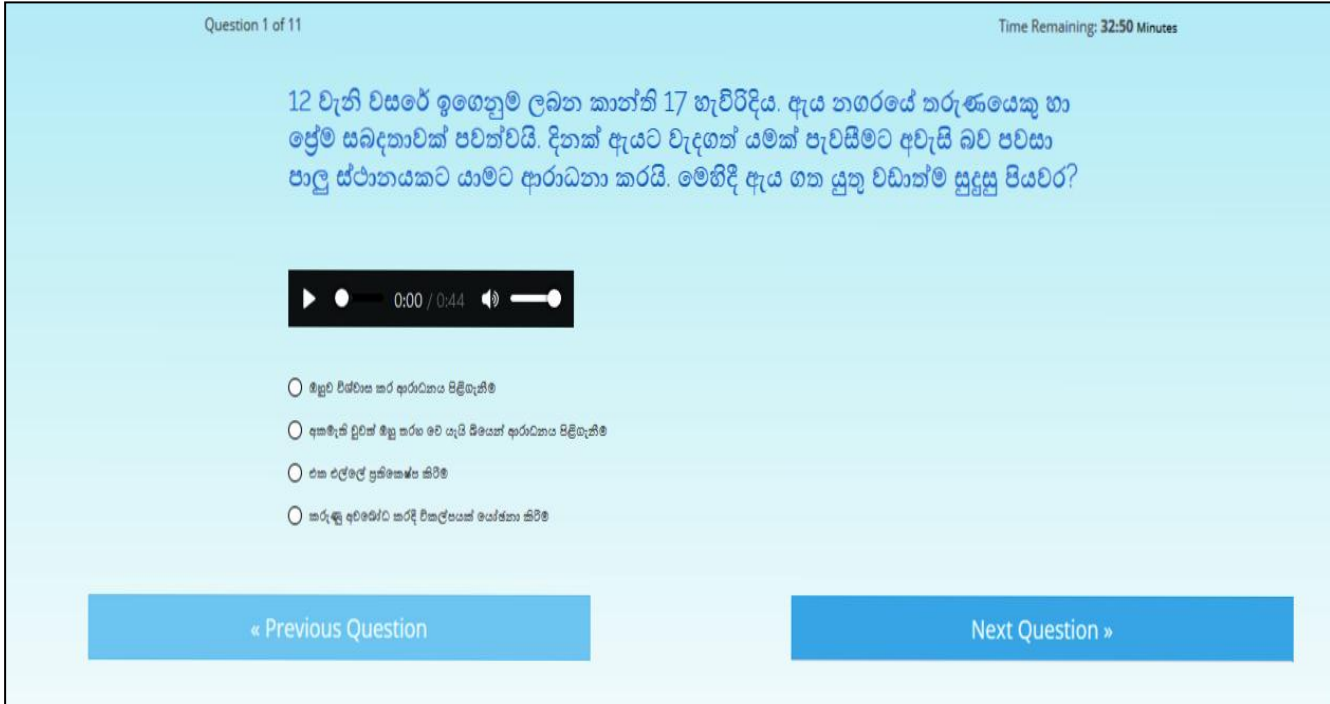 Question 1 of 11
Time Remaining: 32:50 Minutes
12 වැනි වසරේ ඉගෙනුම ලබන කාන්ති 17 හැවිරිදිය. ඇය නගරයේ තරුණයෙකු හා
ප්‍රේම සබදතාවක් පවත්වයි. දිනක් ඇයට වැදගත් යමක් පැවසීමට අවැසි බව පවසා
පාලු ස්ථානයකට යාමට ආරාධනා කරයි. මෙහිදී ඇය ගත යුතු වඩාත්ම සුදුසු පියවර?
0:00 / 0:44
ඔහුව විශ්වාස කර ආරාධනය පිළිගැනීම
අකමැති වුවත් ඔහු තරහ වේ යැයි බියෙන් ආරාධනය පිළිගැනීම
එක එල්ලේ ප්‍රතික්ෂේප කිරීම
කරුණු අවබෝධ කරදී විකල්පයක් යෝජනා කිරීම
« Previous Question
Next Question »